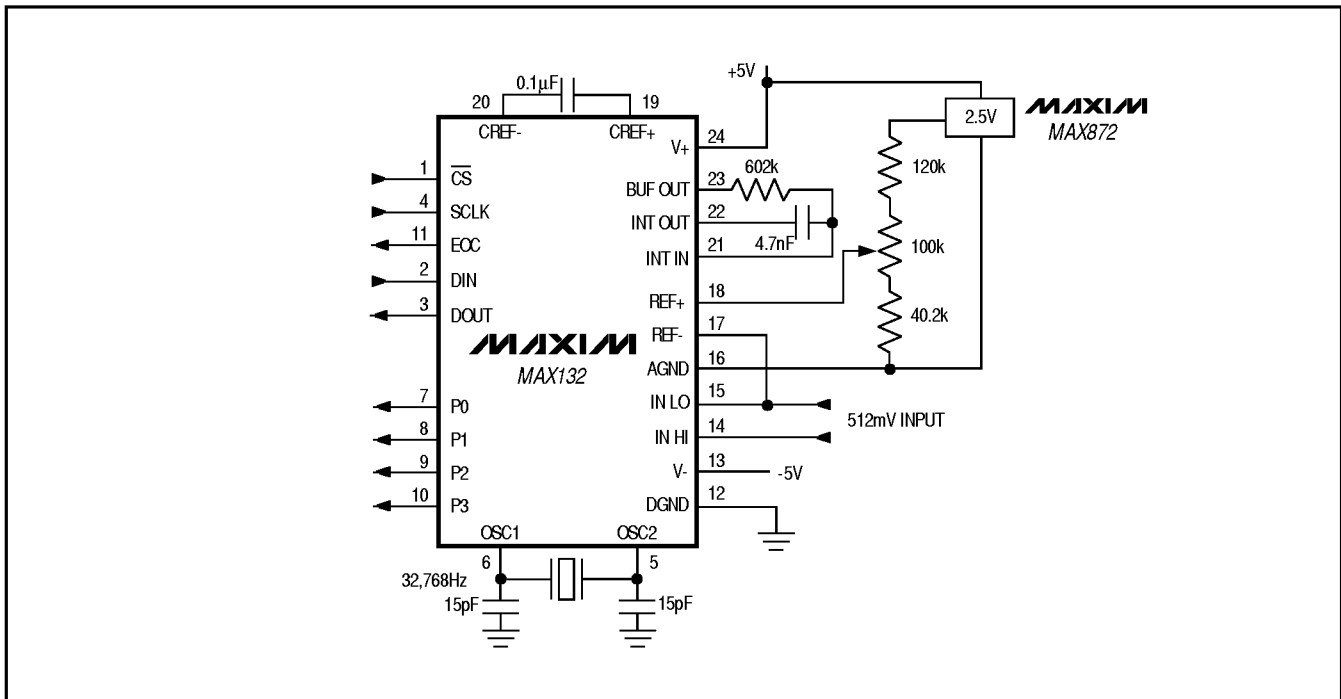 0.1µF
20
19
CREF-
CREF+
+5V
2.5V
MAXIM
MAX872
24
V+
1
CS
4
SCLK
11
EOC
2
DIN
3
DOUT
23
BUF OUT
602k
22
INT OUT
4.7nF
21
INT IN
18
REF+
17
REF-
16
AGND
15
IN LO
14
IN HI
13
V-
-5V
12
DGND
120k
100k
40.2k
512mV INPUT
MAXIM
MAX132
7
P0
8
P1
9
P2
10
P3
OSC1
OSC2
6
5
32,768Hz
15pF
15pF